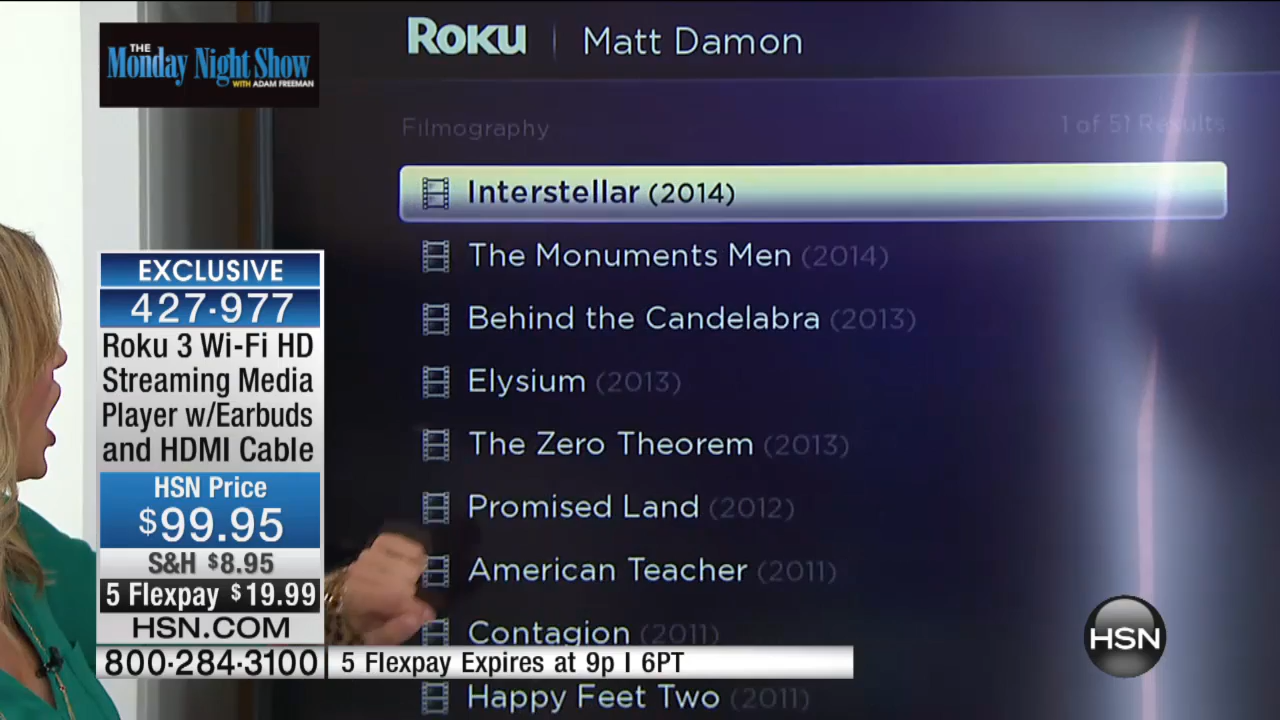 THE
Monday Night Show
WITH ADAM FREEMAN
EXCLUSIVE
427-977
Roku 3 Wi-Fi HD
Streaming Media
Player w/Earbuds
and HDMI Cable
HSN Price
$99.95
S&H $8.95
5 Flexpay $19.99
HSN.COM
800-284-3100
5 Flexpay Expires at 9p | 6PT
ROKU | Matt Damon
Filmography
1 of 51 Results
Interstellar (2014)
The Monuments Men (2014)
Behind the Candelabra (2013)
Elysium (2013)
The Zero Theorem (2013)
Promised Land (2012)
American Teacher (2011)
Contagion (2011)
Happy Feet Two (2011)
HSN